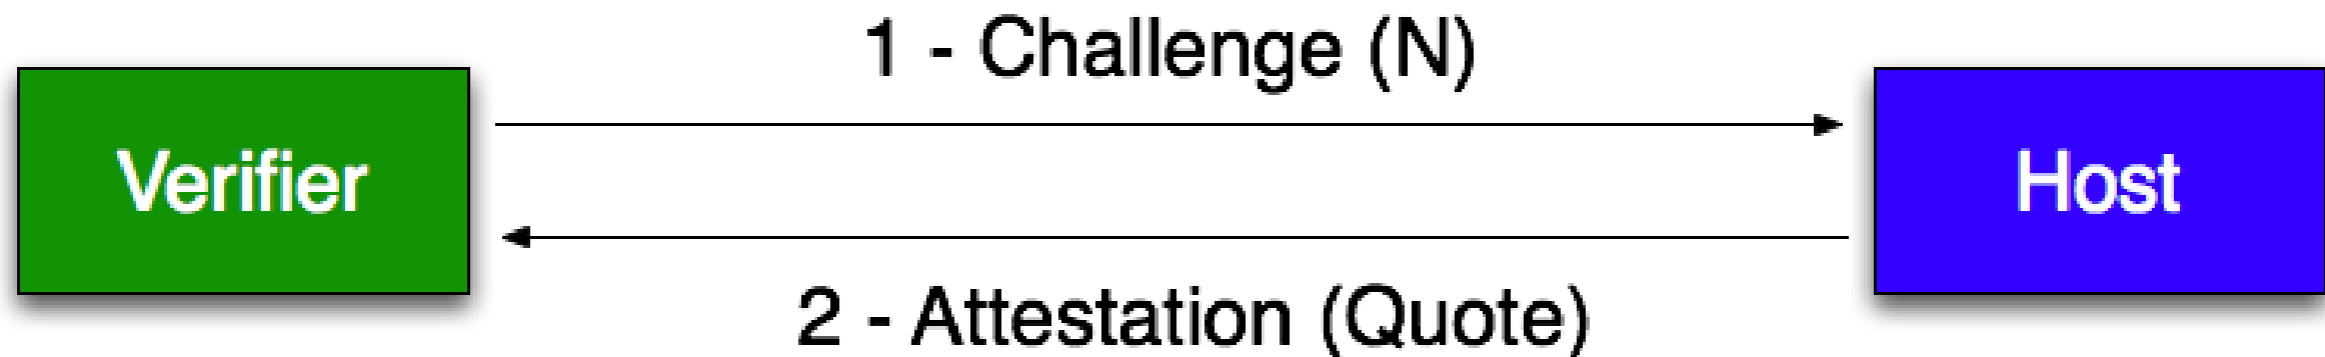 1 - Challenge (N)
Verifier
Host
2 - Attestation (Quote)